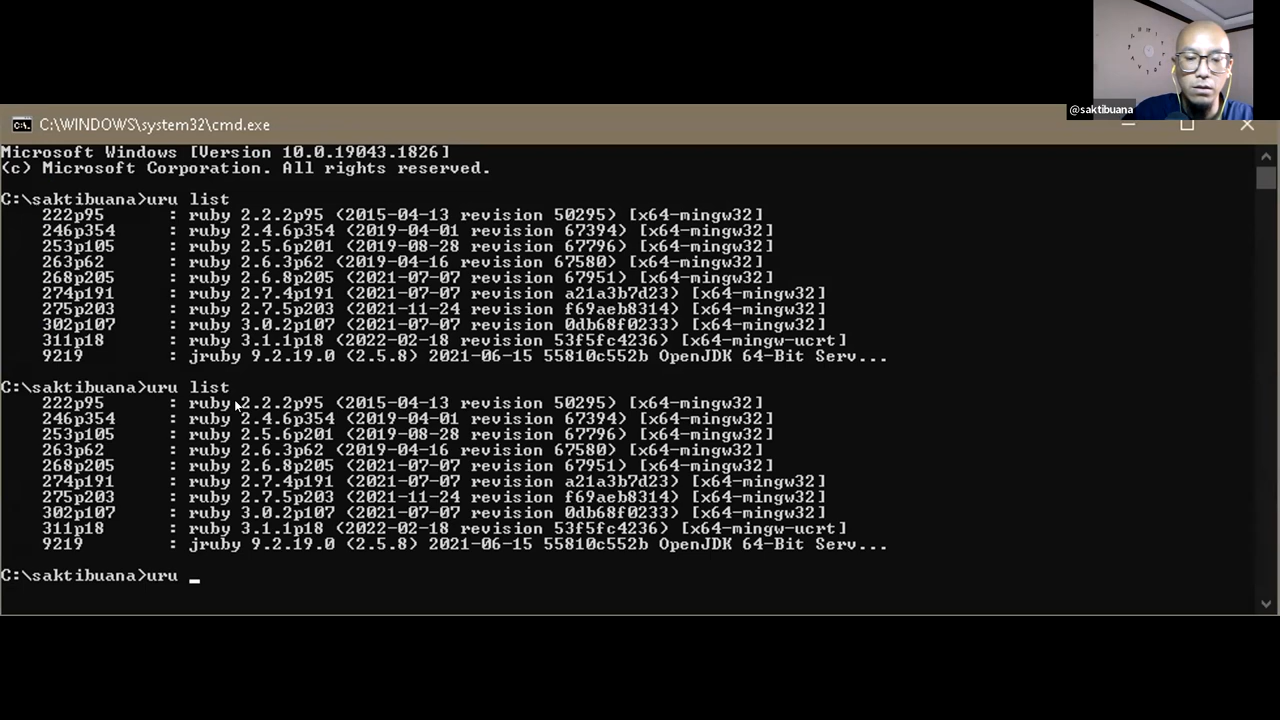 @saktibuana
C:\WINDOWS\system32\cmd.exe
Microsoft Windows [Version 10.0.19043.1826]
(c) Microsoft Corporation. All rights reserved.
C:\saktibuana>uru list
222p95 : ruby 2.2.2p95 (2015-04-13 revision 50295) [x64-mingw32]
246p354 : ruby 2.4.6p354 (2019-04-01 revision 67394) [x64-mingw32]
253p105 : ruby 2.5.6p201 (2019-08-28 revision 67796) [x64-mingw32]
263p62 : ruby 2.6.3p62 (2019-04-16 revision 67580) [x64-mingw32]
268p205 : ruby 2.6.8p205 (2021-07-07 revision 67951) [x64-mingw32]
274p191 : ruby 2.7.4p191 (2021-07-07 revision a21a3b7d23) [x64-mingw32]
275p203 : ruby 2.7.5p203 (2021-11-24 revision f69aeb8314) [x64-mingw32]
302p107 : ruby 3.0.2p107 (2021-07-07 revision 0db68f0233) [x64-mingw32]
311p18 : ruby 3.1.1p18 (2022-02-18 revision 53f5fc4236) [x64-mingw-ucrt]
9219 : jruby 9.2.19.0 (2.5.8) 2021-06-15 55810c552b OpenJDK 64-Bit Serv...
C:\saktibuana>uru list
222p95 : ruby 2.2.2p95 (2015-04-13 revision 50295) [x64-mingw32]
246p354 : ruby 2.4.6p354 (2019-04-01 revision 67394) [x64-mingw32]
253p105 : ruby 2.5.6p201 (2019-08-28 revision 67796) [x64-mingw32]
263p62 : ruby 2.6.3p62 (2019-04-16 revision 67580) [x64-mingw32]
268p205 : ruby 2.6.8p205 (2021-07-07 revision 67951) [x64-mingw32]
274p191 : ruby 2.7.4p191 (2021-07-07 revision a21a3b7d23) [x64-mingw32]
275p203 : ruby 2.7.5p203 (2021-11-24 revision f69aeb8314) [x64-mingw32]
302p107 : ruby 3.0.2p107 (2021-07-07 revision 0db68f0233) [x64-mingw32]
311p18 : ruby 3.1.1p18 (2022-02-18 revision 53f5fc4236) [x64-mingw-ucrt]
9219 : jruby 9.2.19.0 (2.5.8) 2021-06-15 55810c552b OpenJDK 64-Bit Serv...
C:\saktibuana>uru _